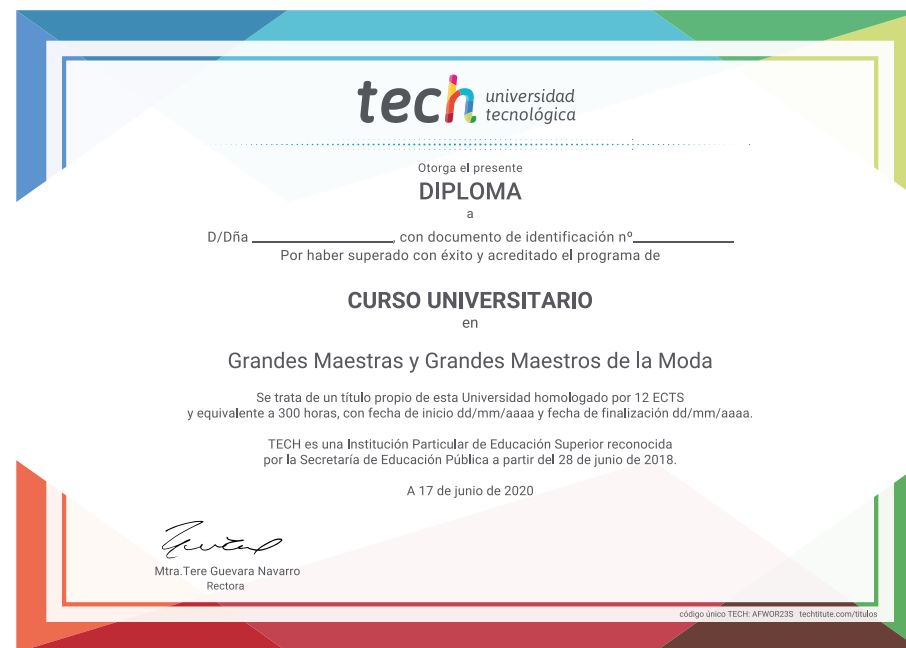 tech universidad
tecnológica
Otorga el presente
DIPLOMA
a
D/Dña ____________________, con documento de identificación nº______________
Por haber superado con éxito y acreditado el programa de
CURSO UNIVERSITARIO
en
Grandes Maestras y Grandes Maestros de la Moda
Se trata de un título propio de esta Universidad homologado por 12 ECTS
y equivalente a 300 horas, con fecha de inicio dd/mm/aaaa y fecha de finalización dd/mm/aaaa.
TECH es una Institución Particular de Educación Superior reconocida
por la Secretaría de Educación Pública a partir del 28 de junio de 2018.
A 17 de junio de 2020
Mtra.Tere Guevara Navarro
Rectora
código único TECH: AFWOR23S techtitute.com/titulos